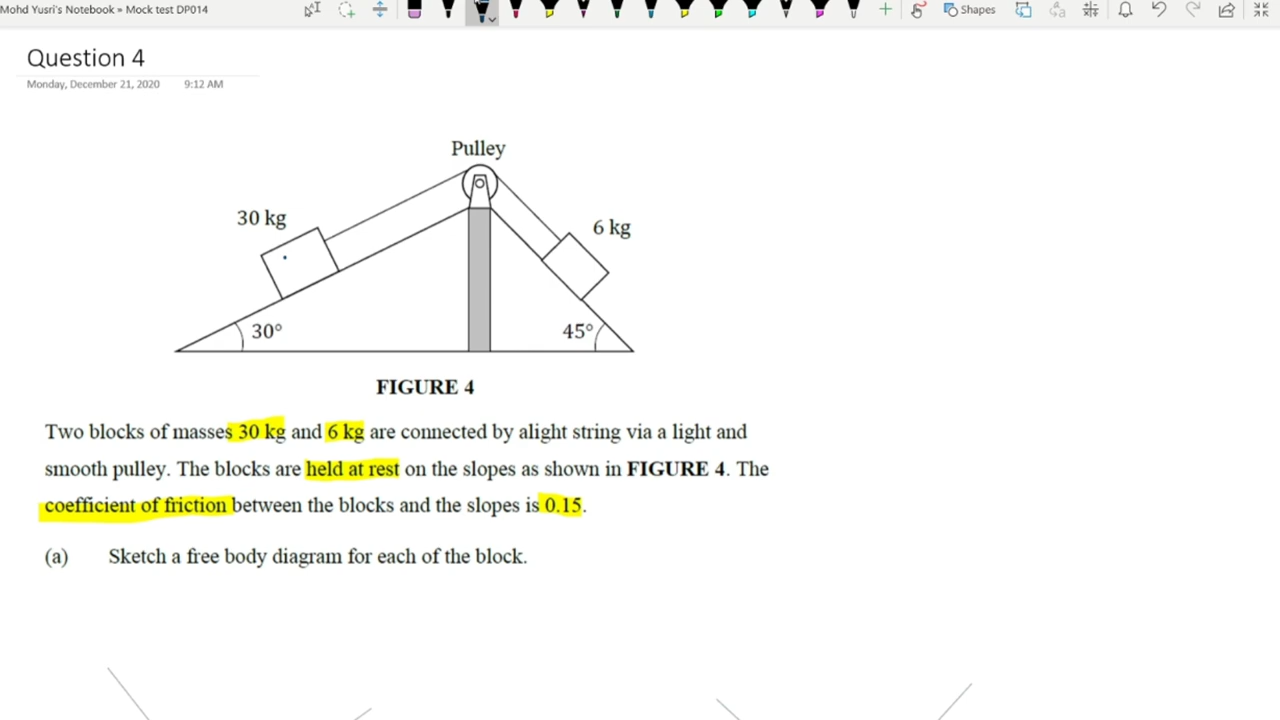 Mohd Yusri's Notebook » Mock test DP014
Shapes
Question 4
Monday, December 21, 2020 9:12 AM
Pulley
30 kg
6 kg
30°
45°
FIGURE 4
Two blocks of masses 30 kg and 6 kg are connected by alight string via a light and
smooth pulley. The blocks are held at rest on the slopes as shown in FIGURE 4. The
coefficient of friction between the blocks and the slopes is 0.15.
(a) Sketch a free body diagram for each of the block.